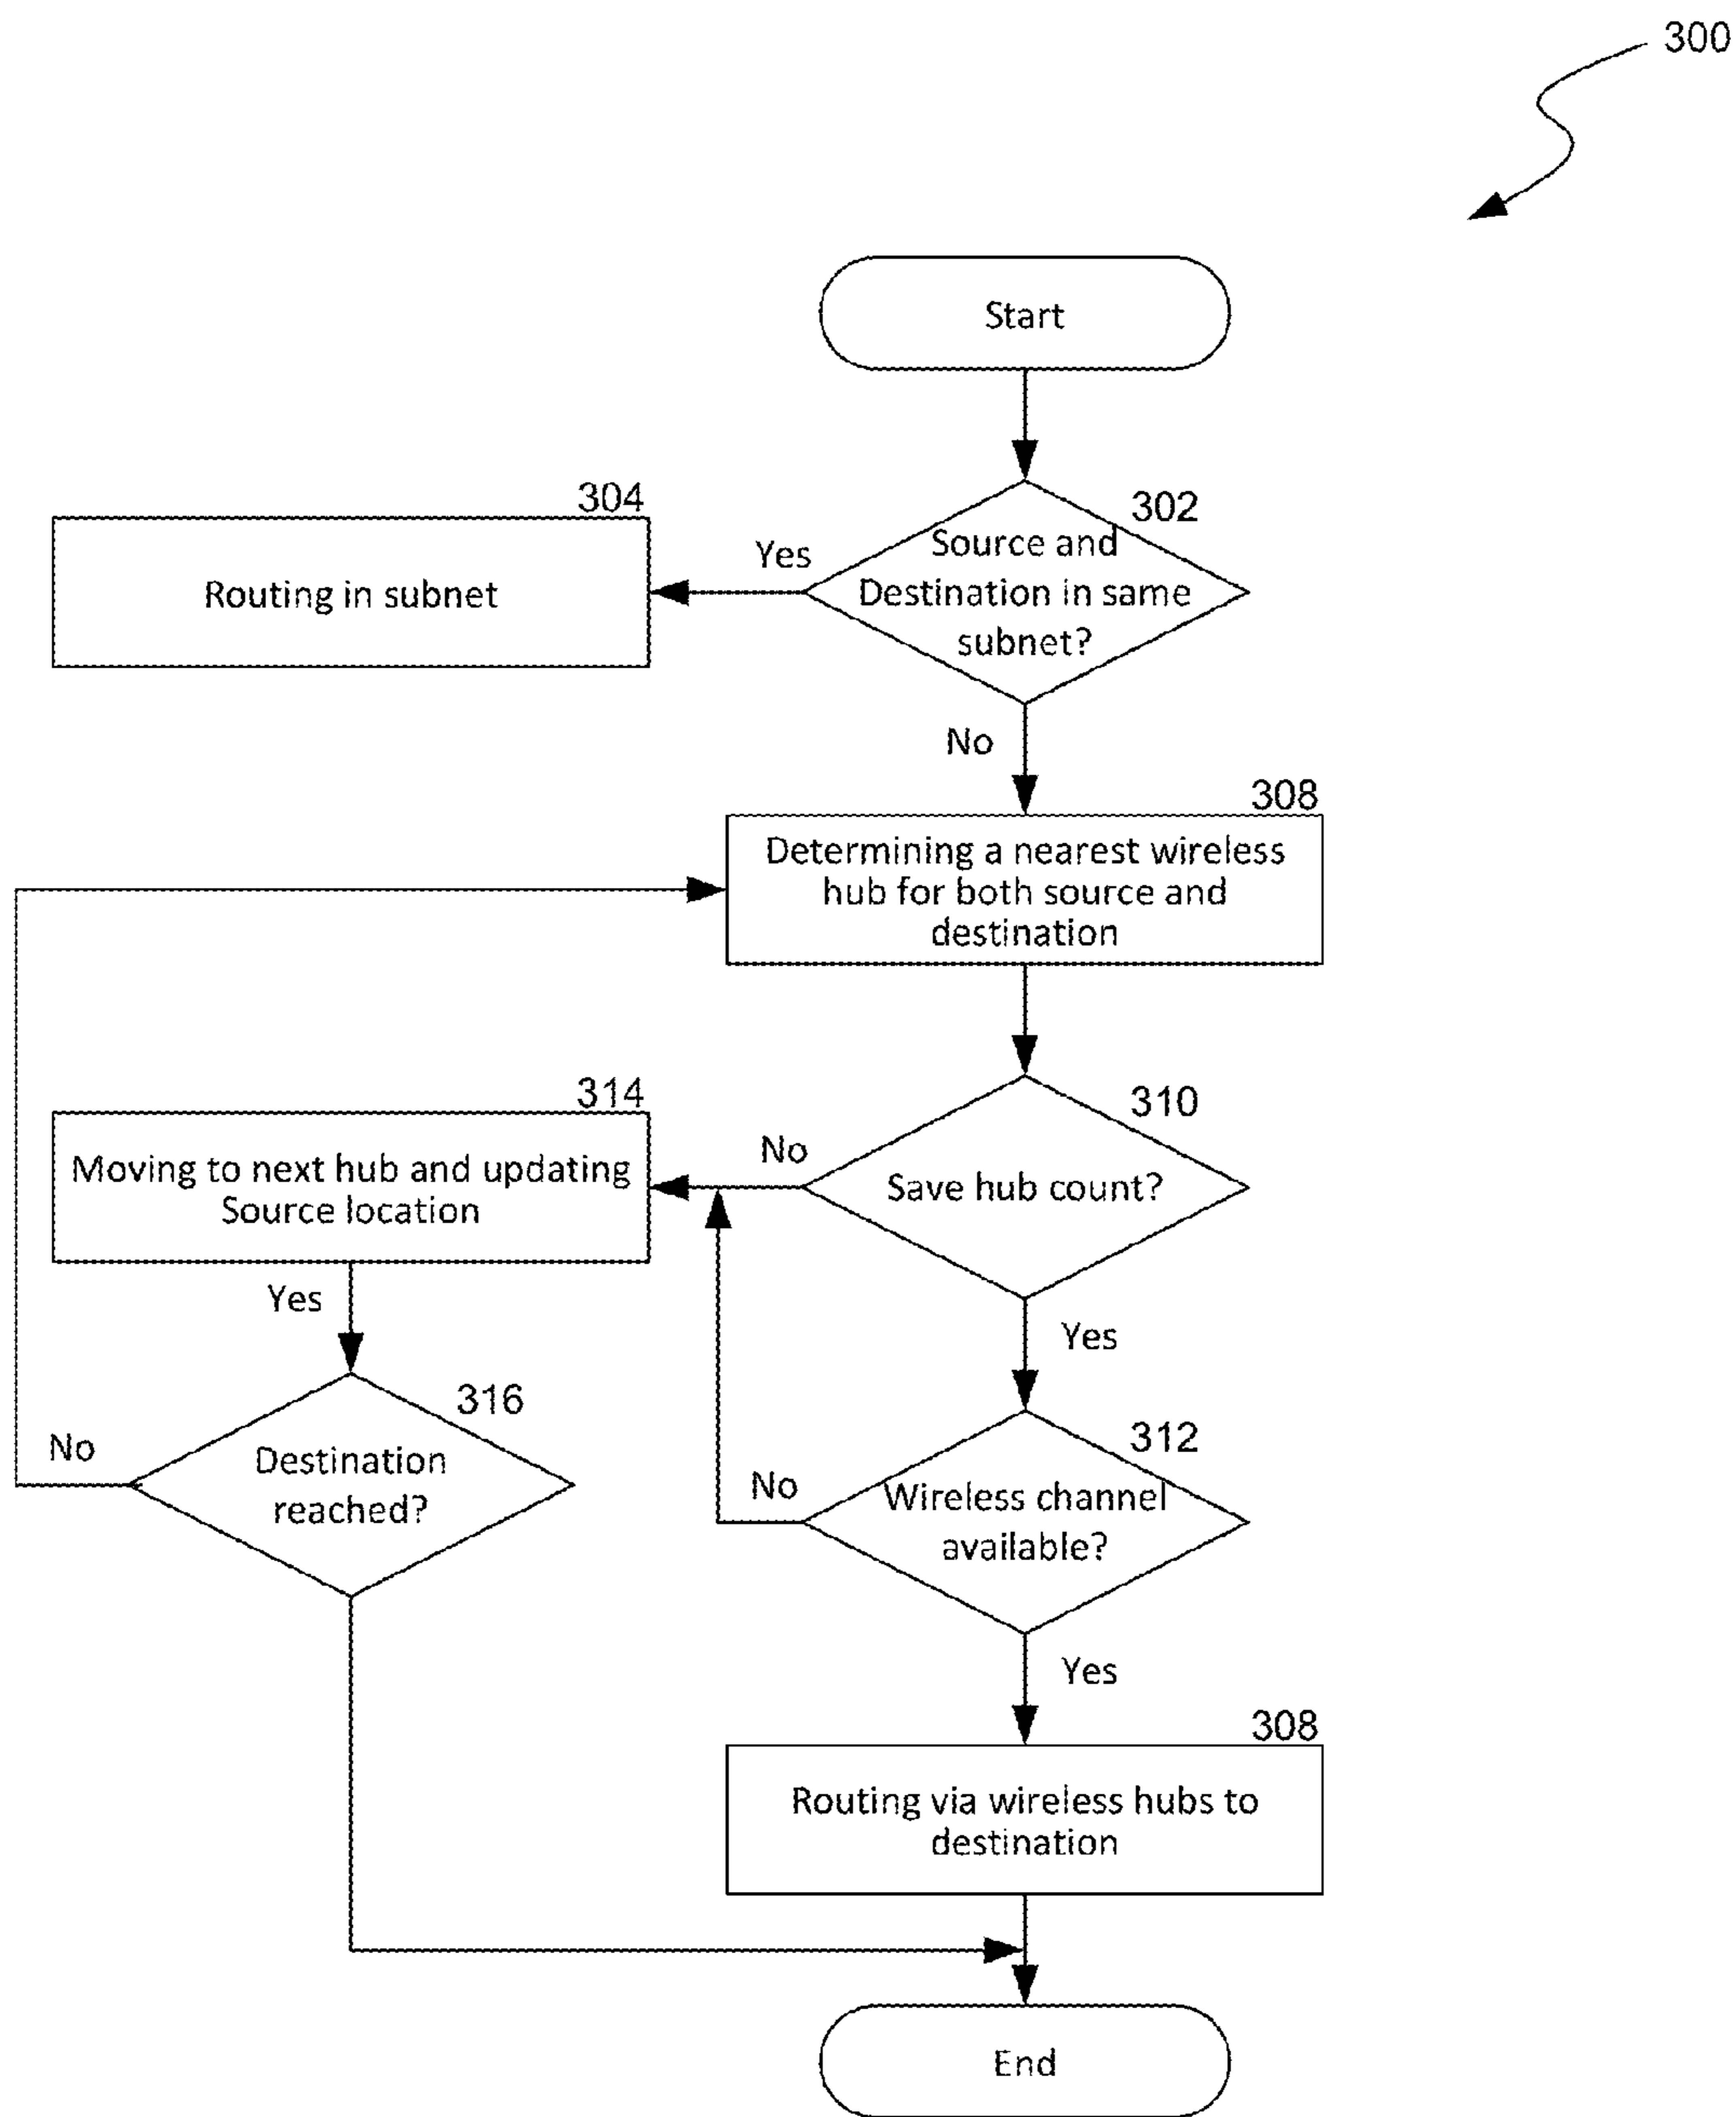 300
Start
302
Source and
Destination in same
subnet?
Yes
304
Routing in subnet
No
308
Determining a nearest wireless
hub for both source and
destination
310
Save hub count?
No
314
Moving to next hub and updating
Source location
Yes
Yes
316
Destination
reached?
No
312
Wireless channel
available?
No
Yes
308
Routing via wireless hubs to
destination
End